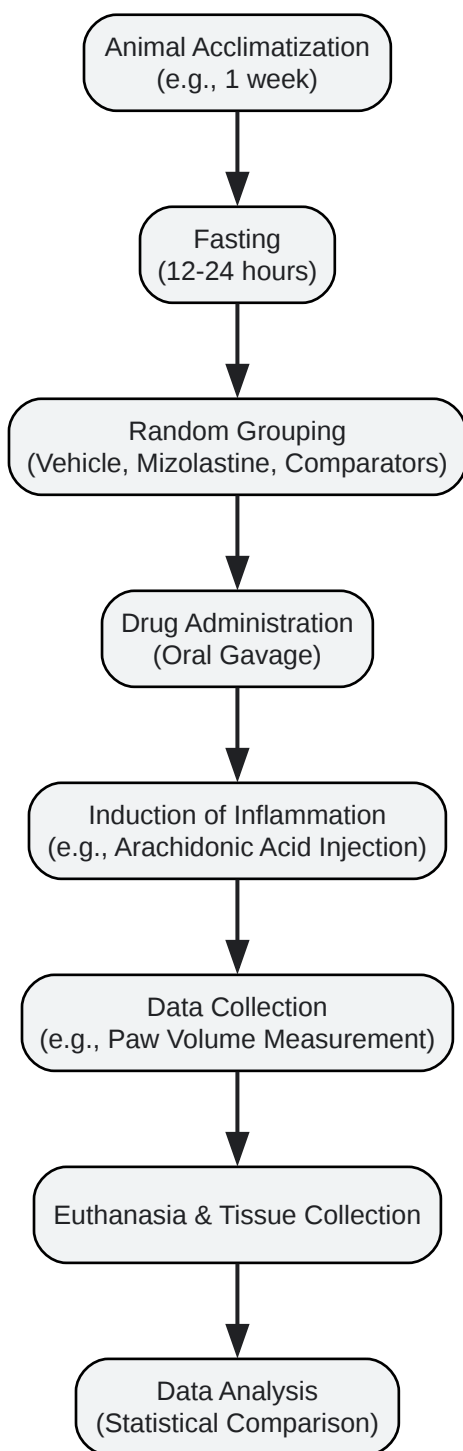 Animal Acclimatization
(e.g., 1 week)
Fasting
(12-24 hours)
Random Grouping
(Vehicle, Mizolastine, Comparators)
Drug Administration
(Oral Gavage)
Induction of Inflammation
(e.g., Arachidonic Acid Injection)
Data Collection
(e.g., Paw Volume Measurement)
Euthanasia & Tissue Collection
Data Analysis
(Statistical Comparison)